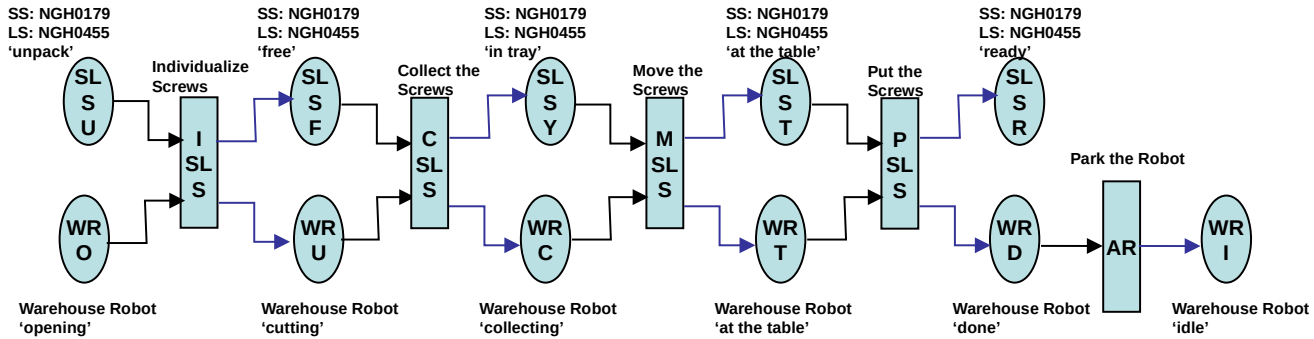 SS: NGH0179
LS: NGH0455
‘unpack’
SS: NGH0179
LS: NGH0455
‘free’
SS: NGH0179
LS: NGH0455
‘in tray’
SS: NGH0179
LS: NGH0455
‘at the table’
SS: NGH0179
LS: NGH0455
‘ready’
Individualize
Screws
Collect the
Screws
Move the
Screws
Put the
Screws
SL
S
U
SL
S
F
SL
S
Y
SL
S
T
SL
S
R
I
SL
S
C
SL
S
M
SL
S
P
SL
S
Park the Robot
WR
O
WR
U
WR
C
WR
T
WR
D
AR
WR
I
Warehouse Robot
‘opening’
Warehouse Robot
‘cutting’
Warehouse Robot
‘collecting’
Warehouse Robot
‘at the table’
Warehouse Robot
‘done’
Warehouse Robot
‘idle’